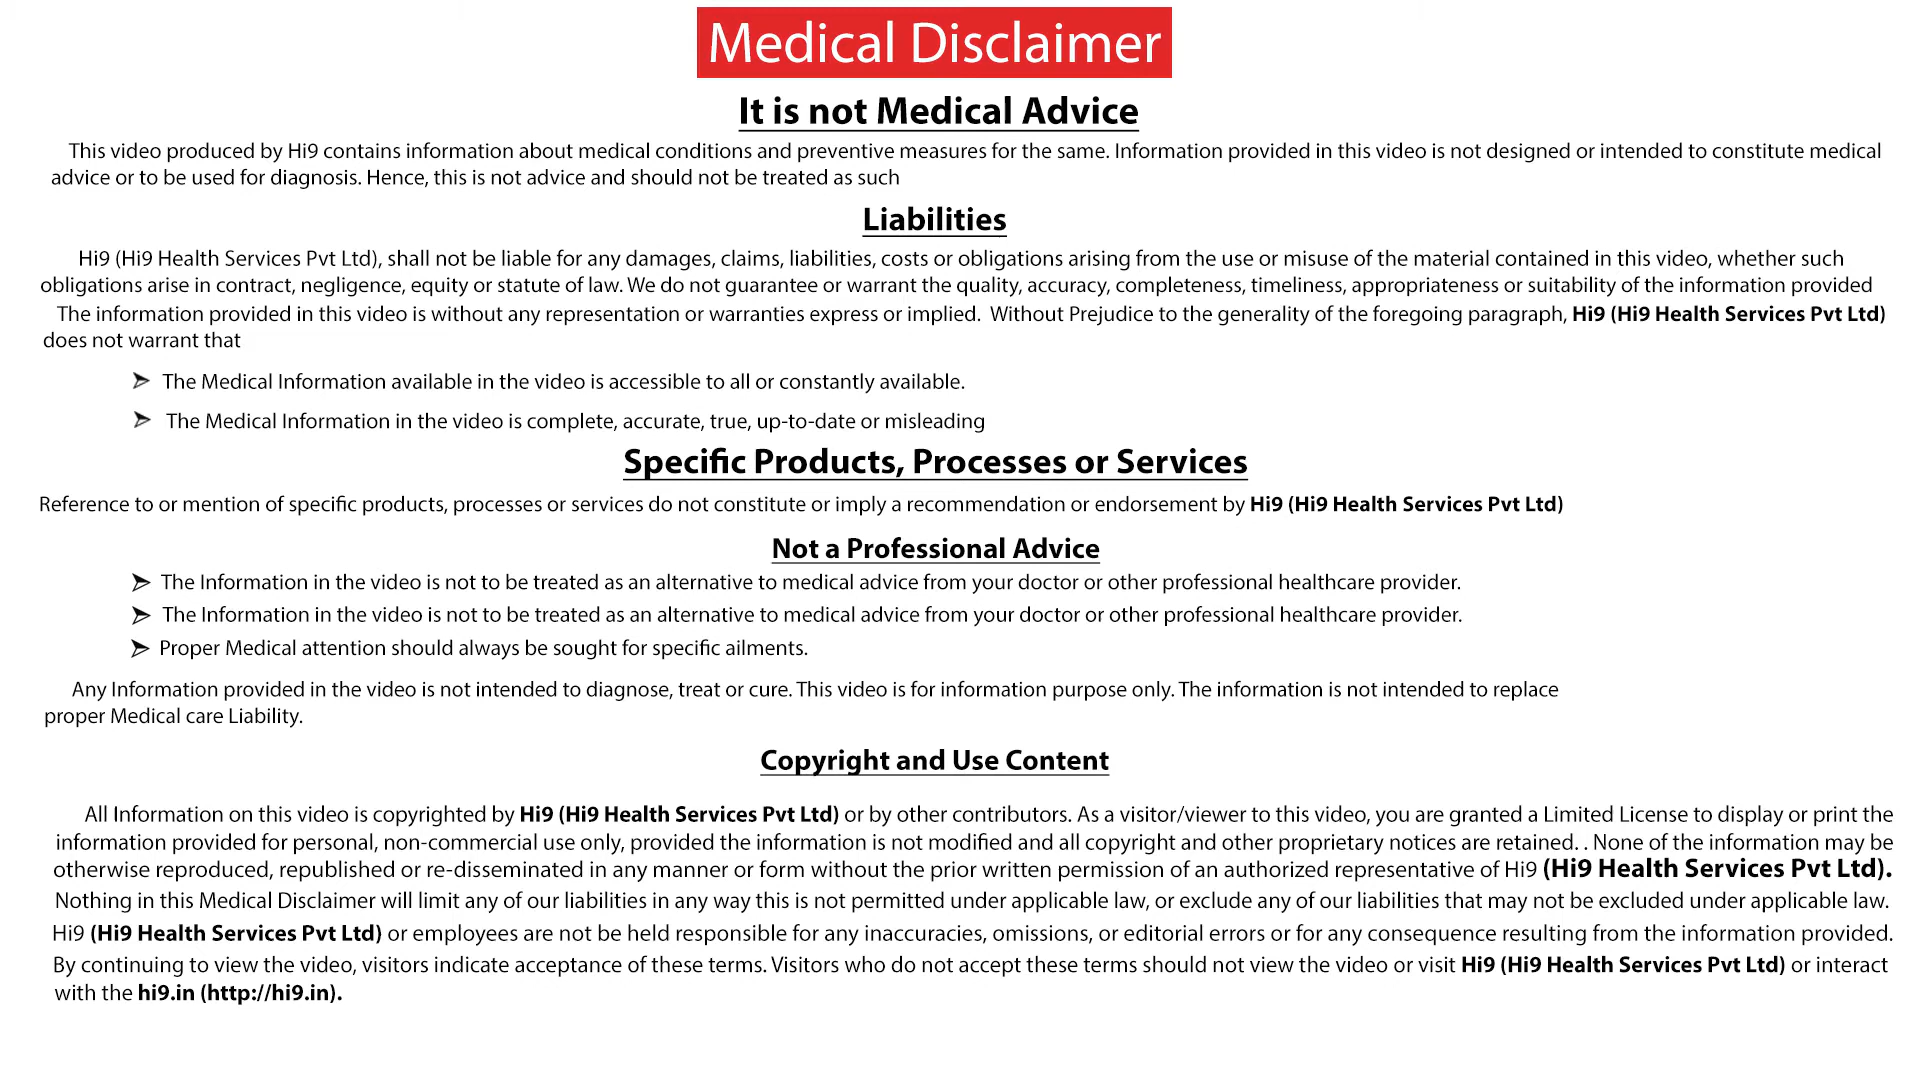 Medical Disclaimer
It is not Medical Advice
This video produced by Hi9 contains information about medical conditions and preventive measures for the same. Information provided in this video is not designed or intended to constitute medical
advice or to be used for diagnosis. Hence, this is not advice and should not be treated as such
Liabilities
Hi9 (Hi9 Health Services Pvt Ltd), shall not be liable for any damages, claims, liabilities, costs or obligations arising from the use or misuse of the material contained in this video, whether such
obligations arise in contract, negligence, equity or statute of law. We do not guarantee or warrant the quality, accuracy, completeness, timeliness, appropriateness or suitability of the information provided
The information provided in this video is without any representation or warranties express or implied. Without Prejudice to the generality of the foregoing paragraph, Hi9 (Hi9 Health Services Pvt Ltd)
does not warrant that
➢ The Medical Information available in the video is accessible to all or constantly available.
➢ The Medical Information in the video is complete, accurate, true, up-to-date or misleading
Specific Products, Processes or Services
Reference to or mention of specific products, processes or services do not constitute or imply a recommendation or endorsement by Hi9 (Hi9 Health Services Pvt Ltd)
Not a Professional Advice
➢ The Information in the video is not to be treated as an alternative to medical advice from your doctor or other professional healthcare provider.
➢ The Information in the video is not to be treated as an alternative to medical advice from your doctor or other professional healthcare provider.
➢ Proper Medical attention should always be sought for specific ailments.
Any Information provided in the video is not intended to diagnose, treat or cure. This video is for information purpose only. The information is not intended to replace
proper Medical care Liability.
Copyright and Use Content
All Information on this video is copyrighted by Hi9 (Hi9 Health Services Pvt Ltd) or by other contributors. As a visitor/viewer to this video, you are granted a Limited License to display or print the
information provided for personal, non-commercial use only, provided the information is not modified and all copyright and other proprietary notices are retained. . None of the information may be
otherwise reproduced, republished or re-disseminated in any manner or form without the prior written permission of an authorized representative of Hi9 (Hi9 Health Services Pvt Ltd).
Nothing in this Medical Disclaimer will limit any of our liabilities in any way this is not permitted under applicable law, or exclude any of our liabilities that may not be excluded under applicable law.
Hi9 (Hi9 Health Services Pvt Ltd) or employees are not be held responsible for any inaccuracies, omissions, or editorial errors or for any consequence resulting from the information provided.
By continuing to view the video, visitors indicate acceptance of these terms. Visitors who do not accept these terms should not view the video or visit Hi9 (Hi9 Health Services Pvt Ltd) or interact
with the hi9.in (http://hi9.in).